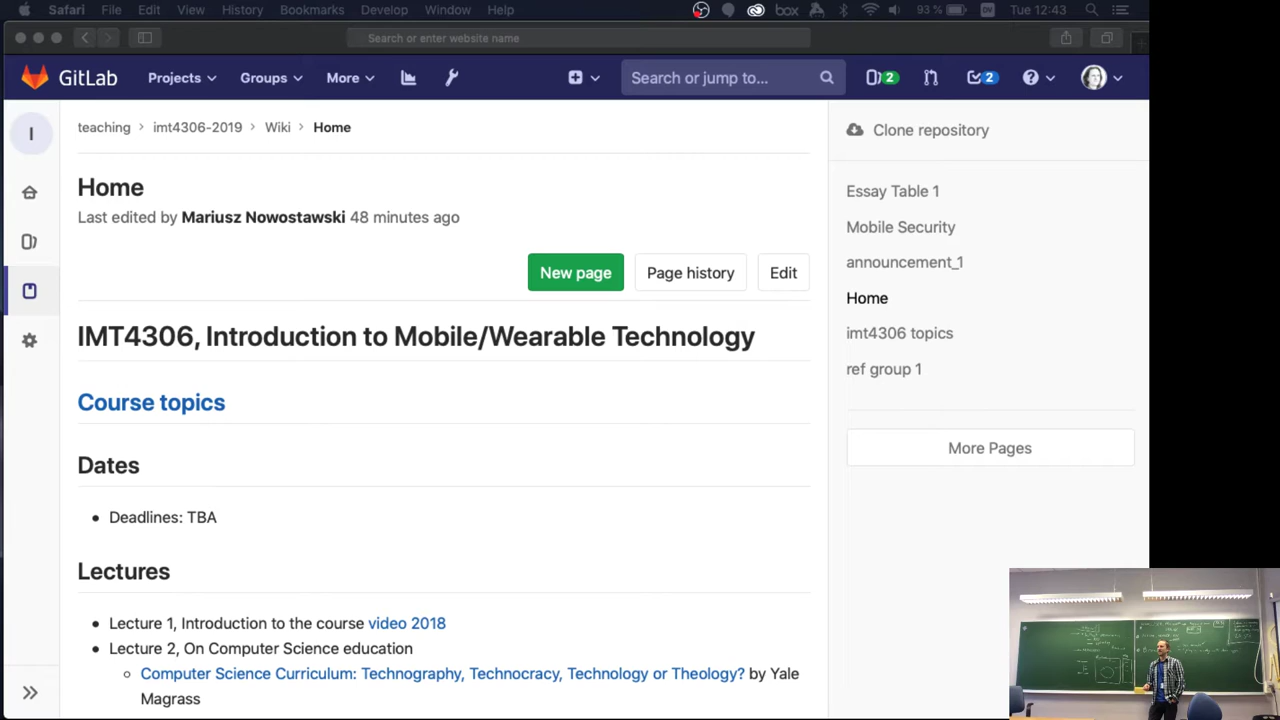 Safari File Edit View History Bookmarks Develop Window Help box 93 % Tue 12:43
Search or enter website name
GitLab Projects Groups More Search or jump to... 2 2
I teaching imt4306-2019 Wiki Home
Clone repository
Home
Last edited by Mariusz Nowostawski 48 minutes ago
New page Page history Edit
IMT4306, Introduction to Mobile/Wearable Technology
Course topics
Dates
Deadlines: TBA
Lectures
Lecture 1, Introduction to the course video 2018
Lecture 2, On Computer Science education
Computer Science Curriculum: Technography, Technocracy, Technology or Theology? by Yale
Magrass
Essay Table 1
Mobile Security
announcement_1
Home
imt4306 topics
ref group 1
More Pages